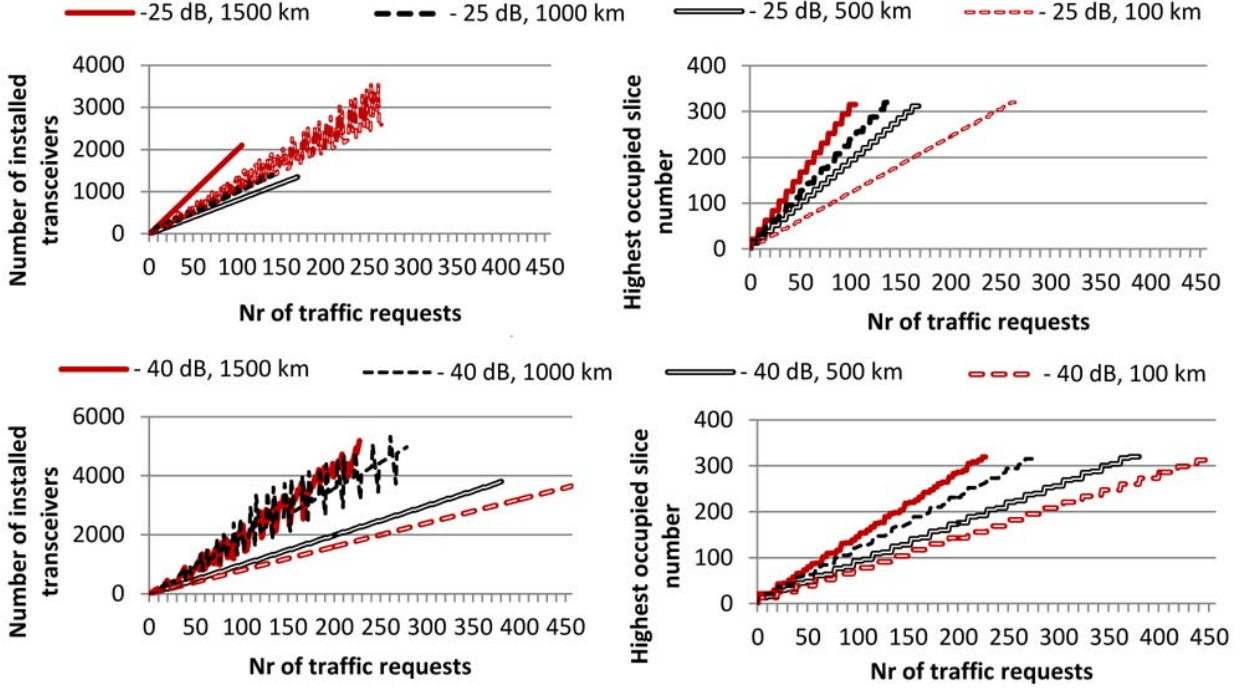 -25 dB, 1500 km - 25 dB, 1000 km - 25 dB, 500 km - 25 dB, 100 km
Number of installed
transceivers
4000
3000
2000
1000
0
0 50 100 150 200 250 300 350 400 450
Nr of traffic requests
Highest occupied slice
number
400
300
200
100
0
0 50 100 150 200 250 300 350 400 450
Nr of traffic requests
- 40 dB, 1500 km - 40 dB, 1000 km - 40 dB, 500 km - 40 dB, 100 km
Number of installed
transceivers
6000
4000
2000
0
0 50 100 150 200 250 300 350 400 450
Nr of traffic requests
Highest occupied slice
number
400
300
200
100
0
0 50 100 150 200 250 300 350 400 450
Nr of traffic requests